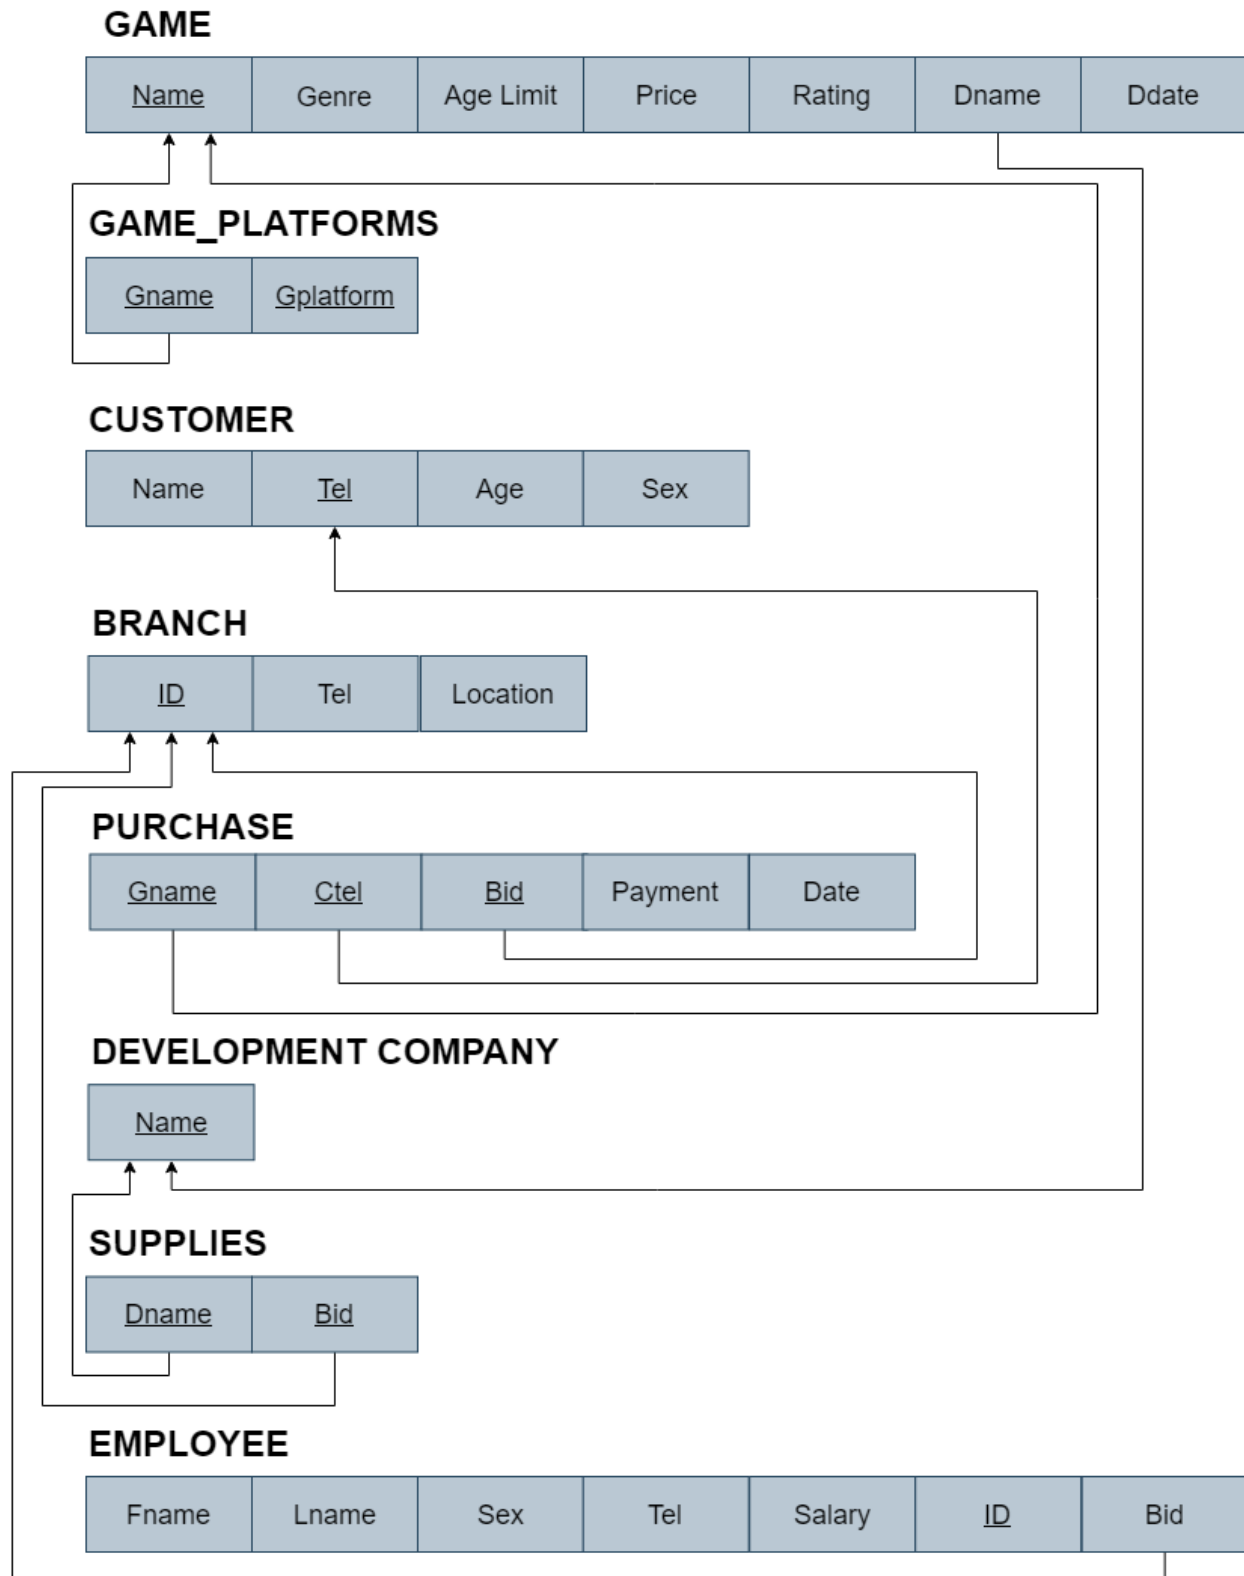 GAME
Name Genre Age Limit Price Rating Dname Ddate
GAME_PLATFORMS
Gname Gplatform
CUSTOMER
Name Tel Age Sex
BRANCH
ID Tel Location
PURCHASE
Gname Ctel Bid Payment Date
DEVELOPMENT COMPANY
Name
SUPPLIES
Dname Bid
EMPLOYEE
Fname Lname Sex Tel Salary ID Bid